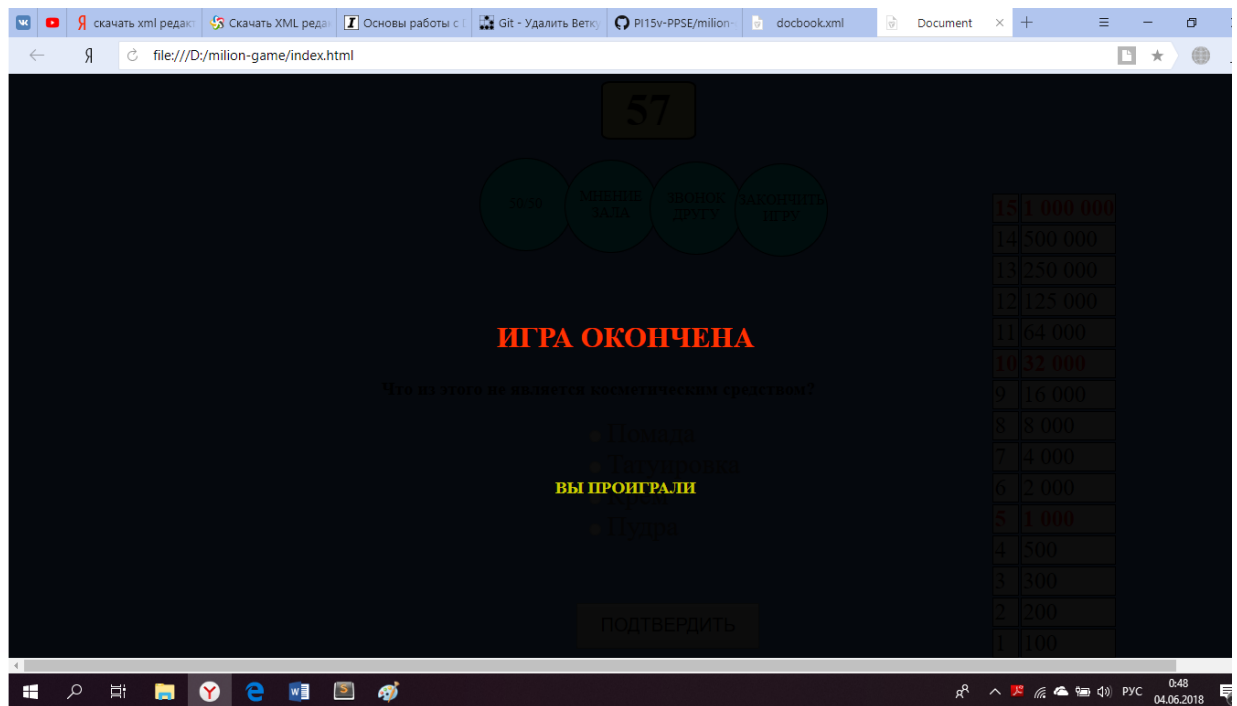 скачать xml редакт
Скачать XML реда
Основы работы с
Git - Удалить Ветку
PI15v-PPSE/milion-
docbook.xml
Document
Я
file:///D:/milion-game/index.html
57
50/50
МНЕНИЕ ЗАЛА
ЗВОНОК ДРУГУ
ЗАКОНЧИТЬ ИГРУ
ИГРА ОКОНЧЕНА
Что из этого не является косметическим средством?
Помада
Татуировка
ВЫ ПРОИГРАЛИ
Пудра
ПОДТВЕРДИТЬ
15 1 000 000
14 500 000
13 250 000
12 125 000
11 64 000
10 32 000
9 16 000
8 8 000
7 4 000
6 2 000
5 1 000
4 500
3 300
2 200
1 100
РУС
0:48
04.06.2018